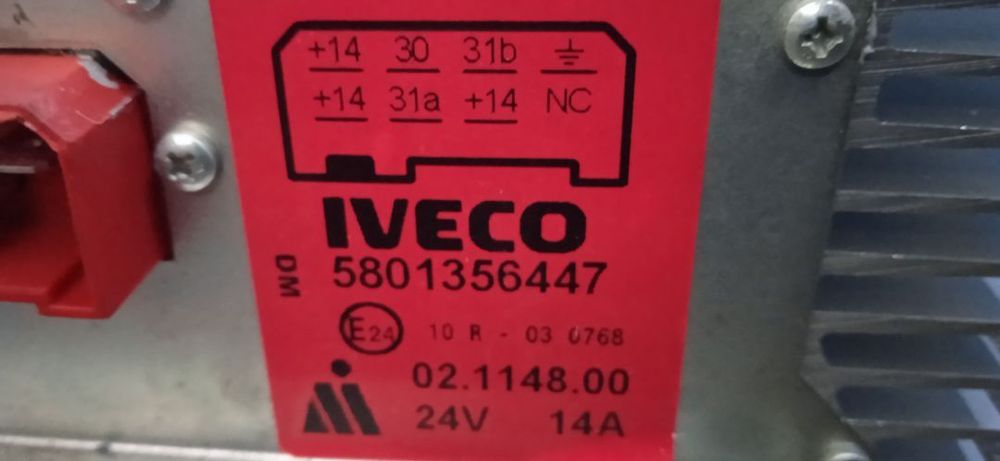 +14 30 31b
+14 31a +14 NC
IVECO
DM
5801356447
E24 10 R - 03 0768
02.1148.00
24V 14A